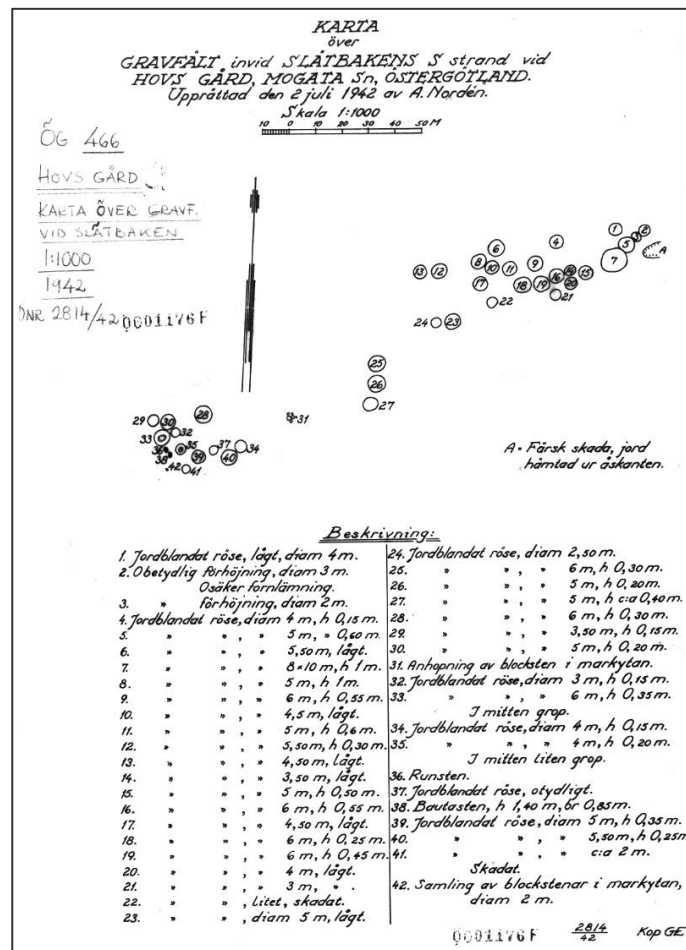 KARTA
över
GRAVFÄLT invid SLÄTBAKENS S strand vid
HOVS GÅRD, MOGATA Sn, ÖSTERGÖTLAND.
Upprättad den 2 juli 1942 av A. Nordén.
Skala 1:1000
10 0 10 20 30 40 50 M
ÖG 466
HOVS GÅRD
KARTA ÖVER GRAVF.
VID SLÄTBAKEN
1:1000
1942
DNR 2814/42 0001176F
1 2
4 5 3
6 7 A
8 10 11 9
13 12 16 14 15
17 18 19 20
22 21
24 23
25
26
27
29 30 28 31
33 32
36 35 37 34
38 39 40
42 41
A = Färsk skada, jord
hämtad ur åskanten.
Beskrivning:
1. Jordblandat röse, lågt, diam 4 m.
2. Obetydlig förhöjning, diam 3 m.
Osäker fornlämning.
3. " förhöjning, diam 2 m.
4. Jordblandat röse, diam 4 m, h 0,15 m.
5. " " , " 5 m, " 0,60 m.
6. " " , " 5,50 m, lågt.
7. " " , " 8×10 m, h 1 m.
8. " " , " 5 m, h 1 m.
9. " " , " 6 m, h 0,55 m.
10. " " , " 4,5 m, lågt.
11. " " , " 5 m, h 0,6 m.
12. " " , " 5,50 m, h 0,30 m.
13. " " , " 4,50 m, lågt.
14. " " , " 3,50 m, lågt.
15. " " , " 5 m, h 0,50 m.
16. " " , " 6 m, h 0,55 m.
17. " " , " 4,50 m, lågt.
18. " " , " 6 m, h 0,25 m.
19. " " , " 6 m, h 0,45 m.
20. " " , " 4 m, lågt.
21. " " , " 3 m, " .
22. " " , litet, skadat.
23. " " , diam 5 m, lågt.
24. Jordblandat röse, diam 2,50 m.
25. " " , " 6 m, h 0,30 m.
26. " " , " 5 m, h 0,20 m.
27. " " , " 5 m, h c:a 0,40 m.
28. " " , " 6 m, h 0,30 m.
29. " " , " 3,50 m, h 0,15 m.
30. " " , " 5 m, h 0,20 m.
31. Anhopning av blocksten i markytan.
32. Jordblandat röse, diam 3 m, h 0,15 m.
33. " " , " 6 m, h 0,35 m.
I mitten grop.
34. Jordblandat röse, diam 4 m, h 0,15 m.
35. " " , " 4 m, h 0,20 m.
I mitten liten grop.
36. Runsten.
37. Jordblandat röse, otydligt.
38. Bautasten, h 1,40 m, br 0,85 m.
39. Jordblandat röse, diam 5 m, h 0,35 m.
40. " " , " 5,50 m, h 0,25 m
41. " " , " c:a 2 m.
Skadat.
42. Samling av blockstenar i markytan,
diam 2 m.
0001176F 2814/42 Kop GE